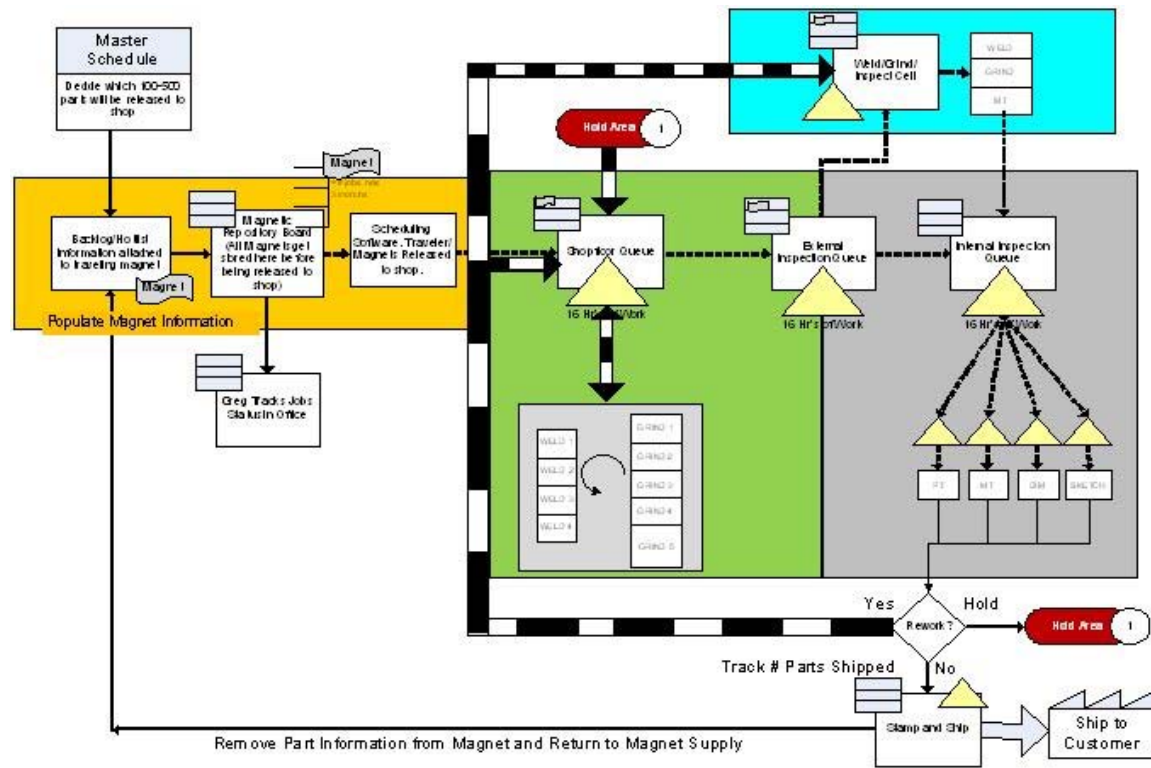 Master
Schedule
Decide which 100-500
parts will be released to
shop
Weld/Grind/
Inspect Cell
WELD
GRIND
MT
Hold Area 1
Magnet
Backlog/Hotlist
Information attached
to traveling magnet
Magnet
Magnetic
Repository Board
(All Magnets get
stored here before
being released to
shop)
Scheduling
Software. Traveler/
Magnet is Released to
shop.
Populate Magnet Information
Greg Tracks Jobs
Status in Office
Shopfloor Queue
16 Hr's of Work
External
Inspection Queue
16 Hr's of Work
Internal Inspection
Queue
16 Hr's of Work
WELD 1
WELD 2
WELD 3
WELD 4
GRIND 1
GRIND 2
GRIND 3
GRIND 4
GRIND 5
PT
MT
DIM
SKETCH
Yes
Rework?
Hold
Hold Area 1
No
Track # Parts Shipped
Stamp and Ship
Ship to
Customer
Remove Part Information from Magnet and Return to Magnet Supply